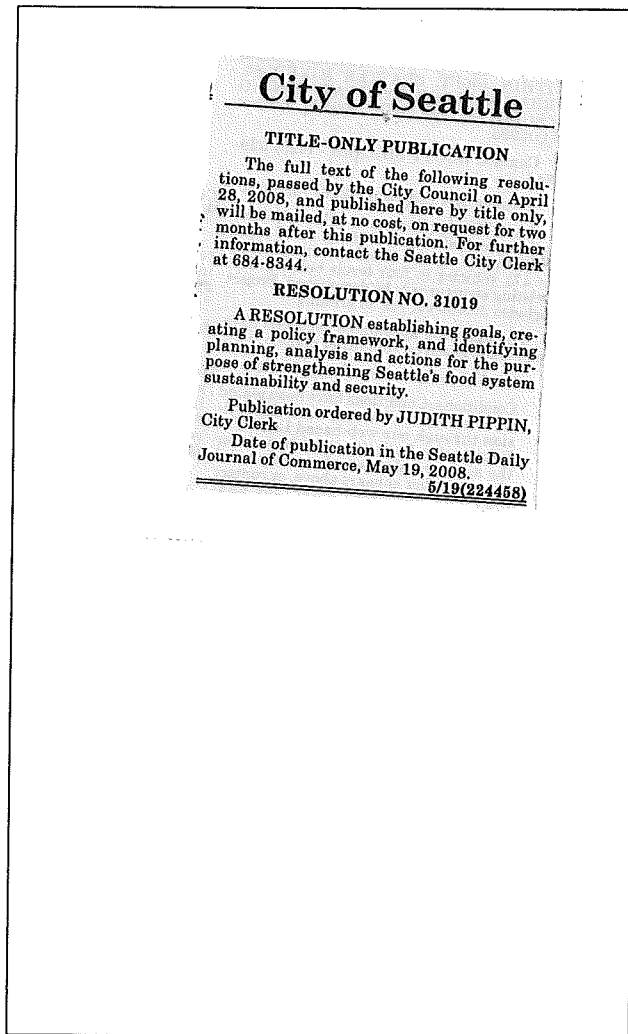 City of Seattle
TITLE-ONLY PUBLICATION
The full text of the following resolu-
tions, passed by the City Council on April
28, 2008, and published here by title only,
will be mailed, at no cost, on request for two
months after this publication. For further
information, contact the Seattle City Clerk
at 684-8344.
RESOLUTION NO. 31019
A RESOLUTION establishing goals, cre-
ating a policy framework, and identifying
planning, analysis and actions for the pur-
pose of strengthening Seattle's food system
sustainability and security.
Publication ordered by JUDITH PIPPIN,
City Clerk
Date of publication in the Seattle Daily
Journal of Commerce, May 19, 2008.
5/19(224458)